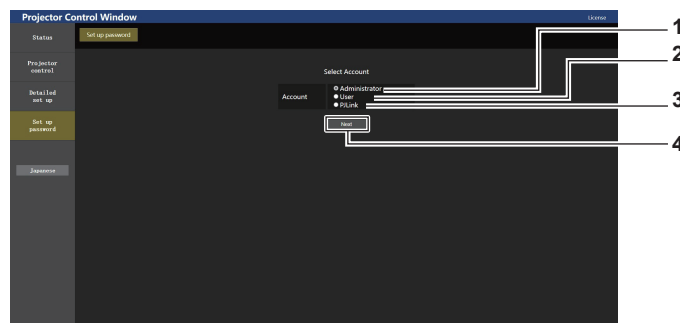 Projector Control Window
License
Status
Set up password
Projector
control
Detailed
set up
Set up
password
Japanese
Select Account
Account
Administrator
User
PJLink
Next
1
2
3
4